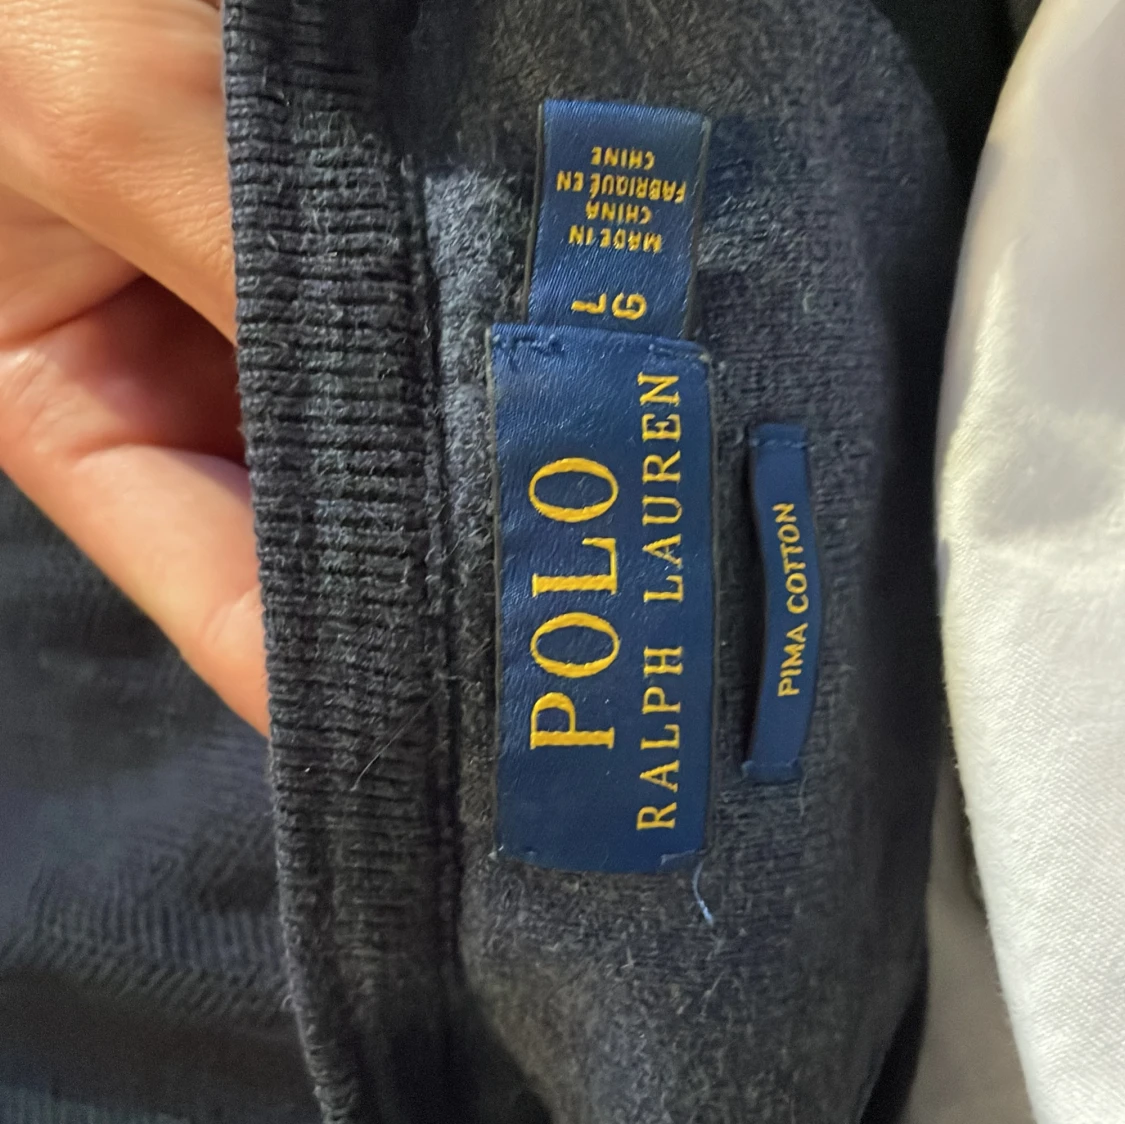 POLO
RALPH LAUREN
L
G
MADE IN
CHINA
FABRIQUÉ EN
CHINE
PIMA COTTON